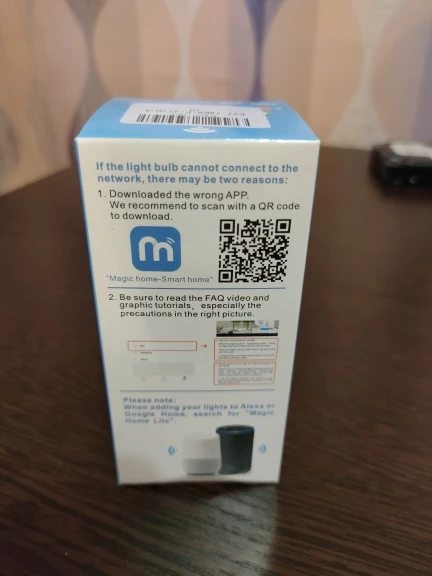 If the light bulb cannot connect to the
network, there may be two reasons:
1. Downloaded the wrong APP.
We recommend to scan with a QR code
to download.
m
"Magic home-Smart home"
2. Be sure to read the FAQ video and
graphic tutorials, especially the
precautions in the right picture.
Please note:
When adding your lights to Alexa or
Google Home, search for "Magic
Home Lite".